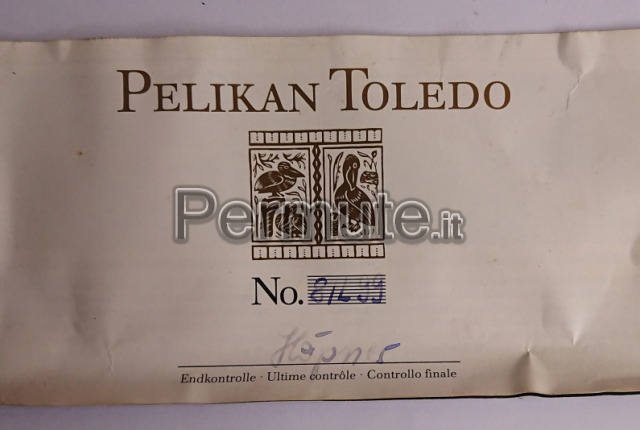 PELIKAN TOLEDO
Permute.it
No.
Endkontrolle · Ultime contrôle · Controllo finale